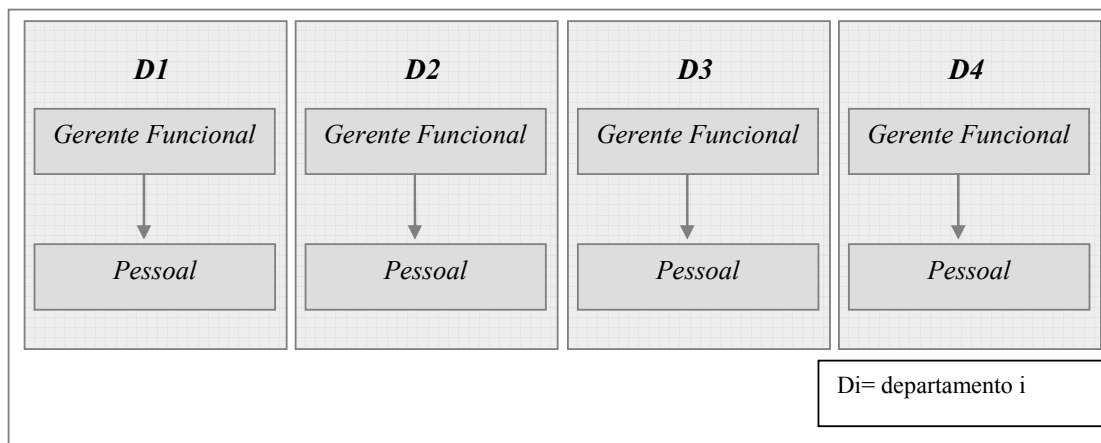 D1
D2
D3
D4
Gerente Funcional
Gerente Funcional
Gerente Funcional
Gerente Funcional
Pessoal
Pessoal
Pessoal
Pessoal
Di= departamento i